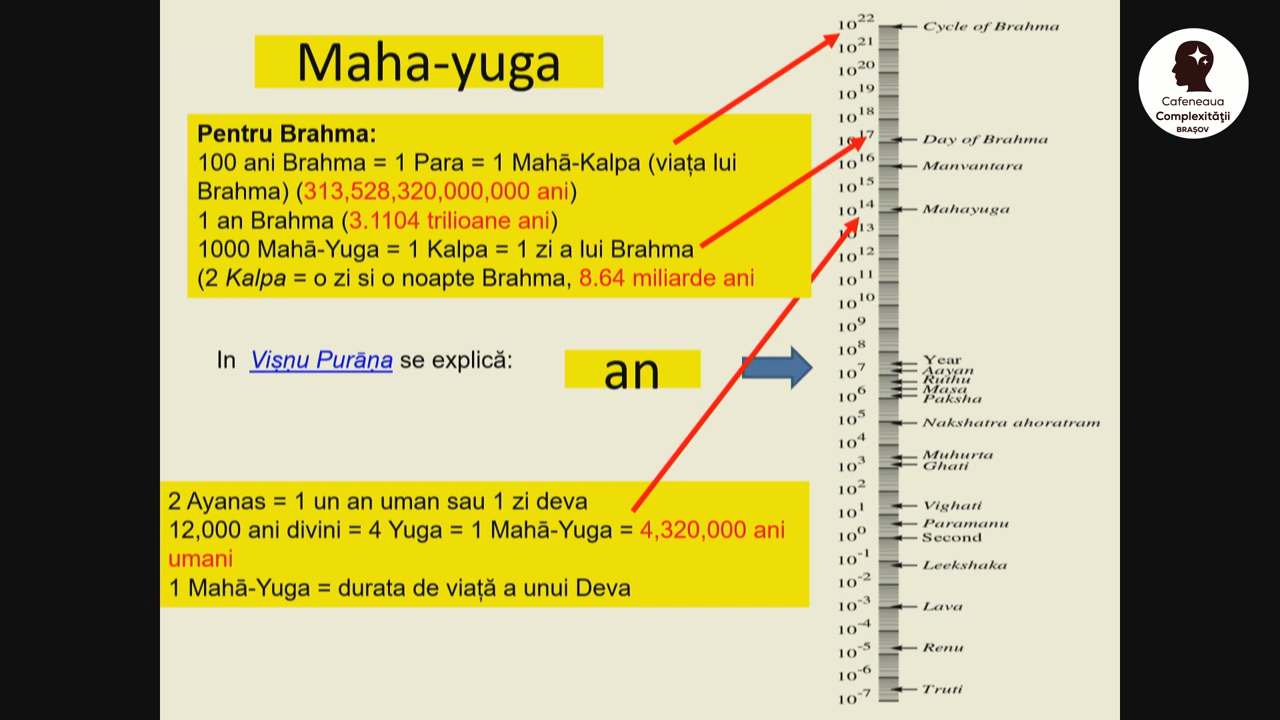 Maha-yuga
Pentru Brahma:
100 ani Brahma = 1 Para = 1 Mahā-Kalpa (viața lui
Brahma) (313,528,320,000,000 ani)
1 an Brahma (3.1104 trilioane ani)
1000 Mahā-Yuga = 1 Kalpa = 1 zi a lui Brahma
(2 Kalpa = o zi si o noapte Brahma, 8.64 miliarde ani
In Vișņu Purāņa se explică:
an
2 Ayanas = 1 un an uman sau 1 zi deva
12,000 ani divini = 4 Yuga = 1 Mahā-Yuga = 4,320,000 ani
umani
1 Mahā-Yuga = durata de viață a unui Deva
10^22 Cycle of Brahma
10^21
10^20
10^19
10^18
10^17 Day of Brahma
10^16 Manvantara
10^15
10^14 Mahayuga
10^13
10^12
10^11
10^10
10^9
10^8
Year
10^7 Aayan
Ruthu
Masa
10^6 Paksha
10^5 Nakshatra ahoratram
10^4
Muhurta
10^3 Ghati
10^2
Vighati
10^1
Paramanu
10^0 Second
10^-1 Leekshaka
10^-2
10^-3 Lava
10^-4
10^-5 Renu
10^-6
10^-7 Truti
Cafeneaua
Complexității
BRAȘOV